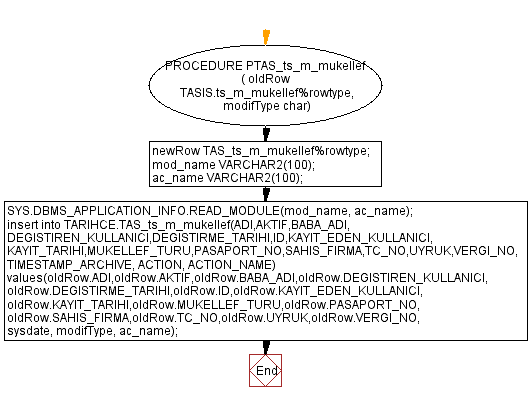 PROCEDURE PTAS_ts_m_mukellef
( oldRow
TASIS.ts_m_mukellef%rowtype,
modifType char)
newRow TAS_ts_m_mukellef%rowtype;
mod_name VARCHAR2(100);
ac_name VARCHAR2(100);
SYS.DBMS_APPLICATION_INFO.READ_MODULE(mod_name, ac_name);
insert into TARIHCE.TAS_ts_m_mukellef(ADI,AKTIF,BABA_ADI,
DEGISTIREN_KULLANICI,DEGISTIRME_TARIHI,ID,KAYIT_EDEN_KULLANICI,
KAYIT_TARIHI,MUKELLEF_TURU,PASAPORT_NO,SAHIS_FIRMA,TC_NO,UYRUK,VERGI_NO,
TIMESTAMP_ARCHIVE, ACTION, ACTION_NAME)
values(oldRow.ADI,oldRow.AKTIF,oldRow.BABA_ADI,oldRow.DEGISTIREN_KULLANICI,
oldRow.DEGISTIRME_TARIHI,oldRow.ID,oldRow.KAYIT_EDEN_KULLANICI,
oldRow.KAYIT_TARIHI,oldRow.MUKELLEF_TURU,oldRow.PASAPORT_NO,
oldRow.SAHIS_FIRMA,oldRow.TC_NO,oldRow.UYRUK,oldRow.VERGI_NO,
sysdate, modifType, ac_name);
End